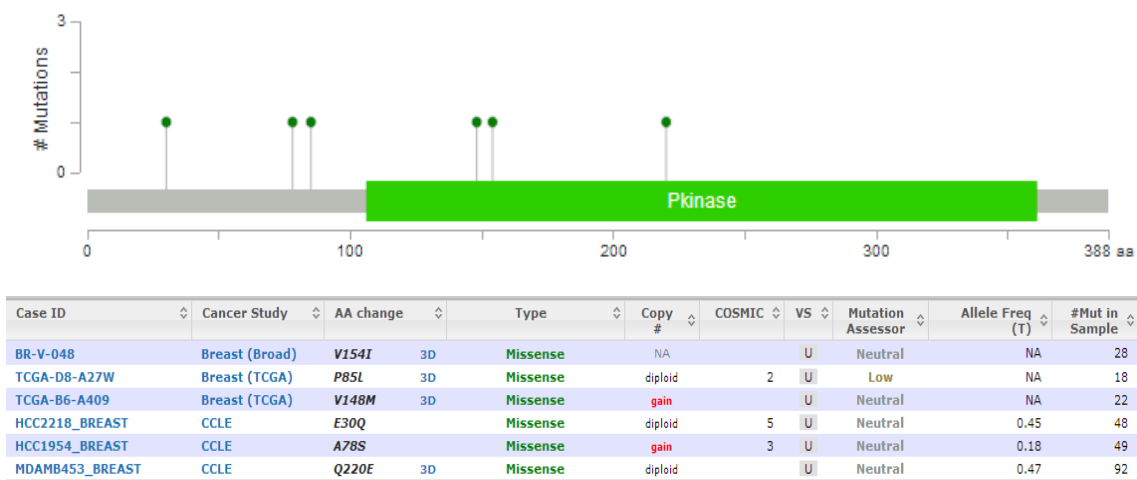 3
# Mutations
0
Pkinase
0 100 200 300 388 aa
Case ID Cancer Study AA change Type Copy # COSMIC VS Mutation Assessor Allele Freq (T) #Mut in Sample
BR-V-048 Breast (Broad) V154I 3D Missense NA U Neutral NA 28
TCGA-D8-A27W Breast (TCGA) P85L 3D Missense diploid 2 U Low NA 18
TCGA-B6-A409 Breast (TCGA) V148M 3D Missense gain U Neutral NA 22
HCC2218_BREAST CCLE E30Q Missense diploid 5 U Neutral 0.45 48
HCC1954_BREAST CCLE A78S Missense gain 3 U Neutral 0.18 49
MDAMB453_BREAST CCLE Q220E 3D Missense diploid U Neutral 0.47 92